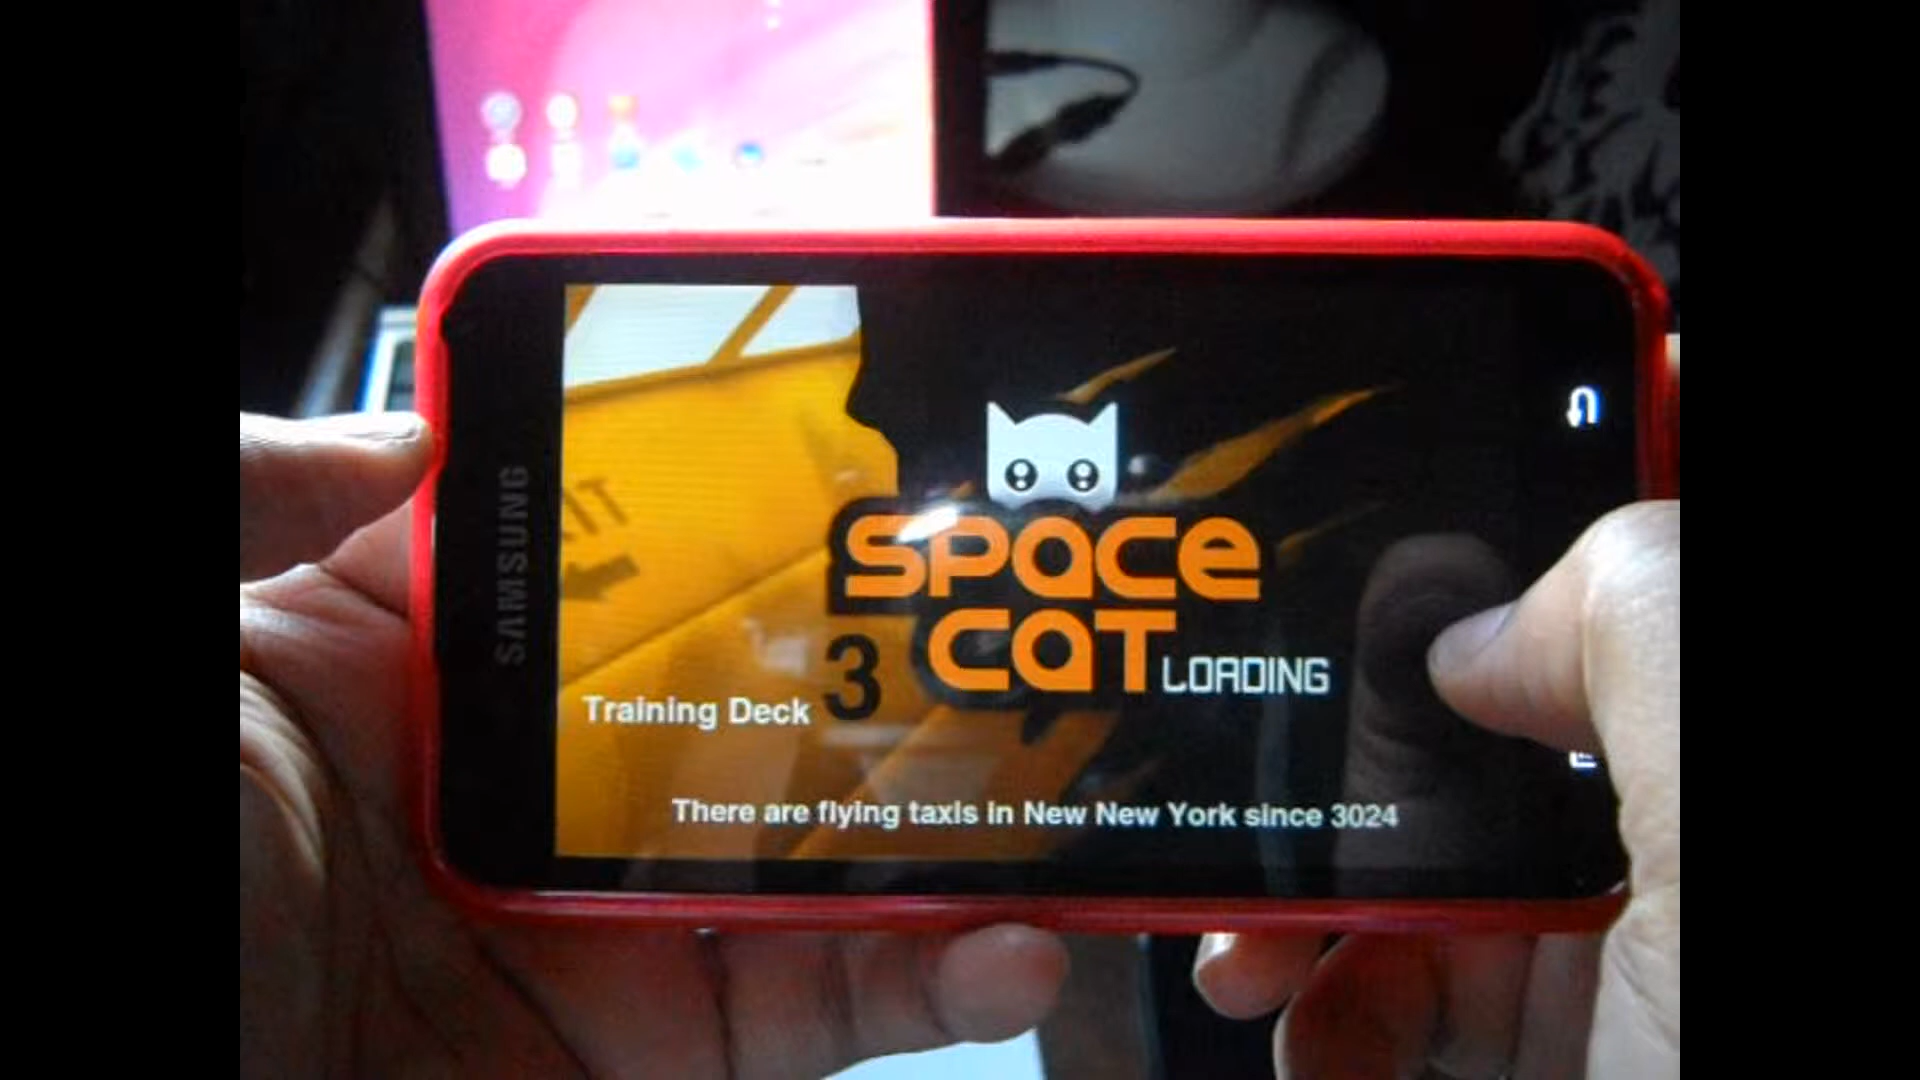 SAMSUNG
SPACE
CAT
LOADING
3
Training Deck
There are flying taxis in New New York since 3024